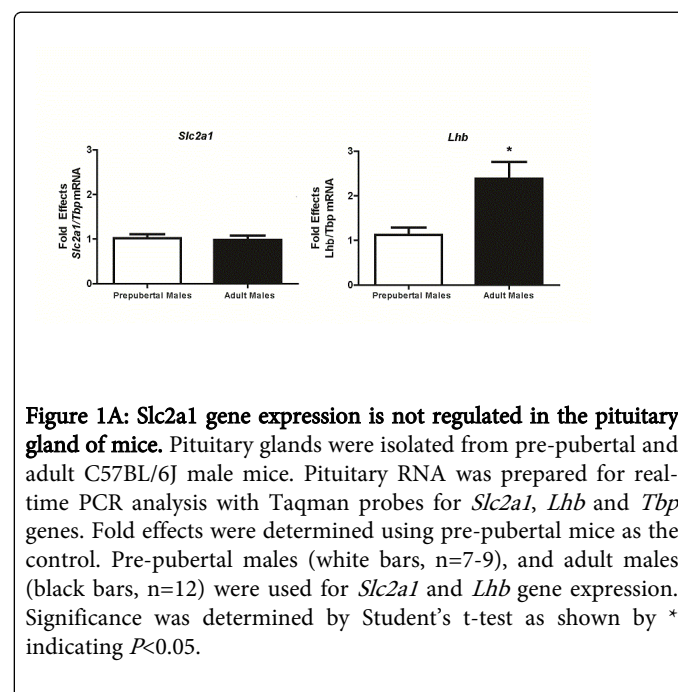 Slc2a1
Fold Effects
Slc2a1/Tbp mRNA
3
2
1
0
Prepubertal Males
Adult Males
Lhb
*
Fold Effects
Lhb/Tbp mRNA
3
2
1
0
Prepubertal Males
Adult Males
Figure 1A: Slc2a1 gene expression is not regulated in the pituitary
gland of mice. Pituitary glands were isolated from pre-pubertal and
adult C57BL/6J male mice. Pituitary RNA was prepared for real-
time PCR analysis with Taqman probes for Slc2a1, Lhb and Tbp
genes. Fold effects were determined using pre-pubertal mice as the
control. Pre-pubertal males (white bars, n=7-9), and adult males
(black bars, n=12) were used for Slc2a1 and Lhb gene expression.
Significance was determined by Student's t-test as shown by *
indicating P<0.05.